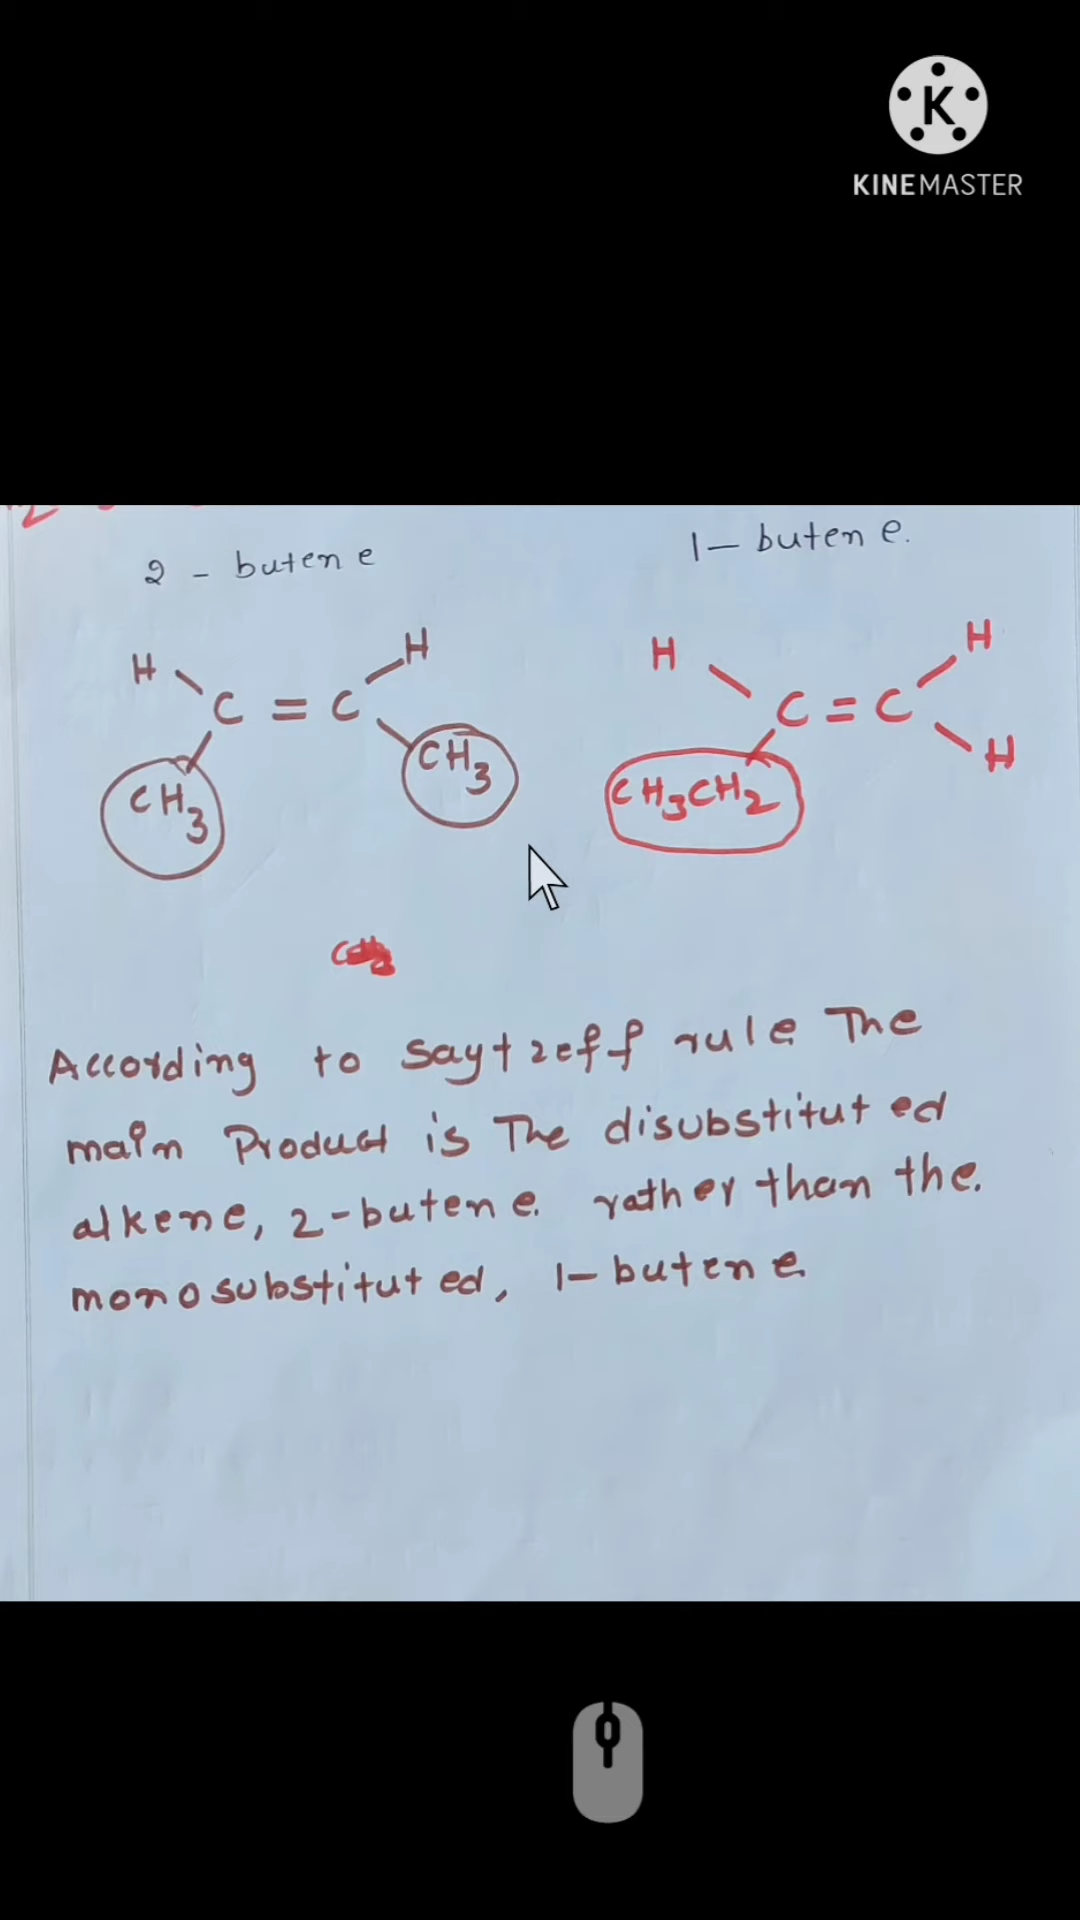 K
KINEMASTER
2 - butene
1- butene.
H H
C = C
CH3 CH3
H H
C = C
CH3CH2 H
According to saytzeff rule The
main Product is The disubstituted
alkene, 2-butene. rather than the.
monosubstituted, 1-butene